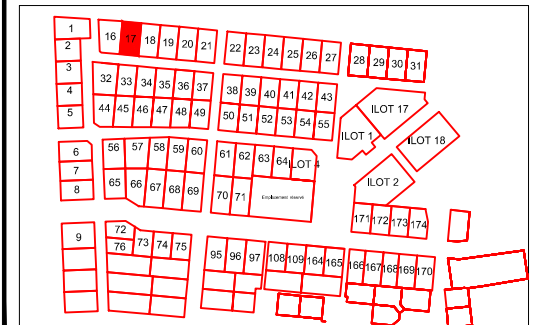 1
2
3
4
5
16 17 18 19 20 21
22 23 24 25 26 27
28 29 30 31
32 33 34 35 36 37
44 45 46 47 48 49
38 39 40 41 42 43
50 51 52 53 54 55
ILOT 17
ILOT 1
ILOT 18
ILOT 2
6
7
8
56 57 58 59 60
65 66 67 68 69
61 62 63 64 ILOT 4
70 71 Emplacement réservé
171 172 173 174
9
72
76 73 74 75
95 96 97
108 109 164 165
166 167 168 169 170